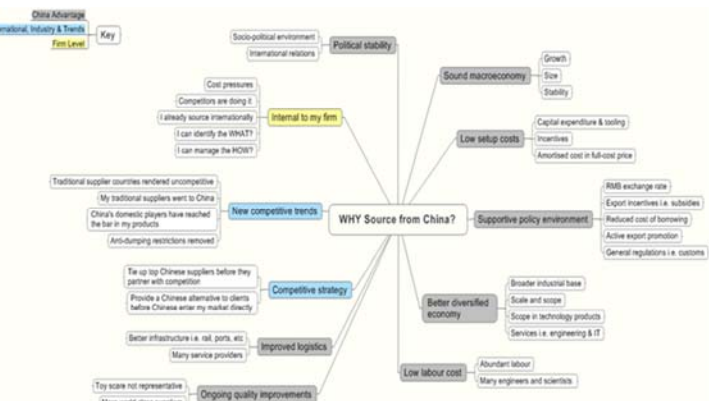 China Advantage
rnational, Industry & Trends
Firm Level
Key
Socio-political environment
International relations
Political stability
Cost pressures
Competitors are doing it
I already source internationally
I can identify the WHAT?
I can manage the HOW?
Internal to my firm
Traditional supplier countries rendered uncompetitive
My traditional suppliers went to China
China's domestic players have reached
the bar in my products
Anti-dumping restrictions removed
New competitive trends
Tie up top Chinese suppliers before they
partner with competition
Provide a Chinese alternative to clients
before Chinese enter my market directly
Competitive strategy
Better infrastructure i.e. rail, ports, etc
Many service providers
Improved logistics
Toy scare not representative
Ongoing quality improvements
WHY Source from China?
Sound macroeconomy
Growth
Size
Stability
Low setup costs
Capital expenditure & tooling
Incentives
Amortised cost in full-cost price
Supportive policy environment
RMB exchange rate
Export incentives i.e. subsidies
Reduced cost of borrowing
Active export promotion
General regulations i.e. customs
Better diversified
economy
Broader industrial base
Scale and scope
Scope in technology products
Services i.e. engineering & IT
Low labour cost
Abundant labour
Many engineers and scientists